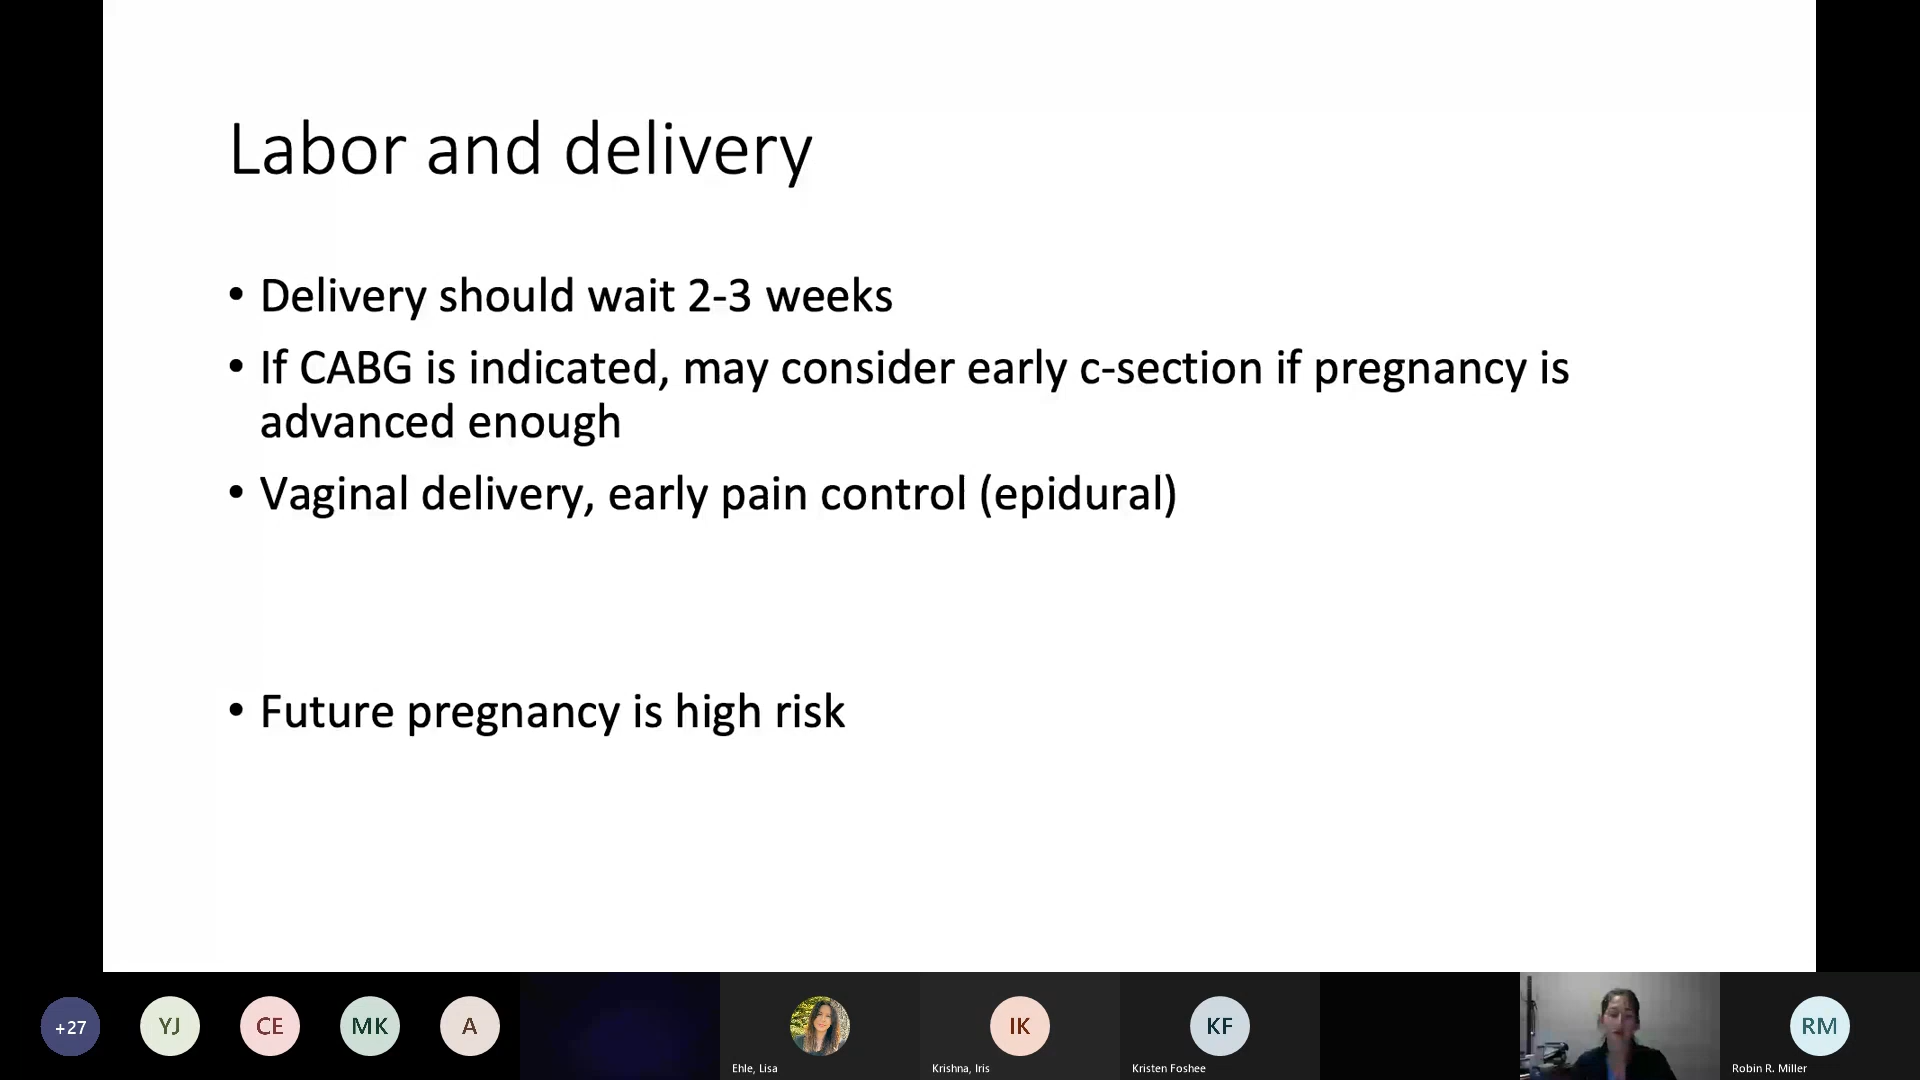 Labor and delivery
• Delivery should wait 2-3 weeks
• If CABG is indicated, may consider early c-section if pregnancy is
advanced enough
• Vaginal delivery, early pain control (epidural)
• Future pregnancy is high risk
+27
YJ
CE
MK
A
IK
KF
RM
Ehle, Lisa
Krishna, Iris
Kristen Foshee
Robin R. Miller